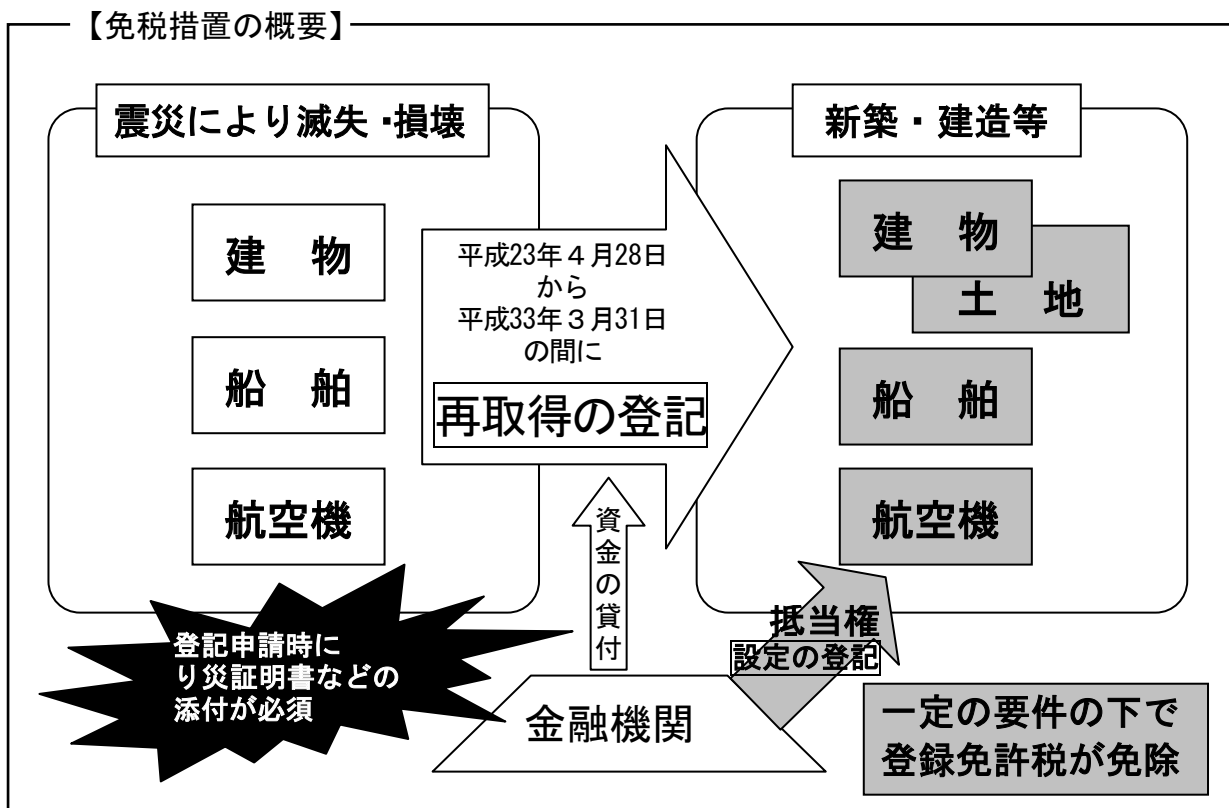 【免税措置の概要】
震災により滅失・損壊
建　物
船　舶
航空機
平成23年４月28日
から
平成33年３月31日
の間に
再取得の登記
新築・建造等
建　物
土　地
船　舶
航空機
資金の貸付
抵当権
設定の登記
登記申請時に
り災証明書などの
添付が必須
金融機関
一定の要件の下で
登録免許税が免除